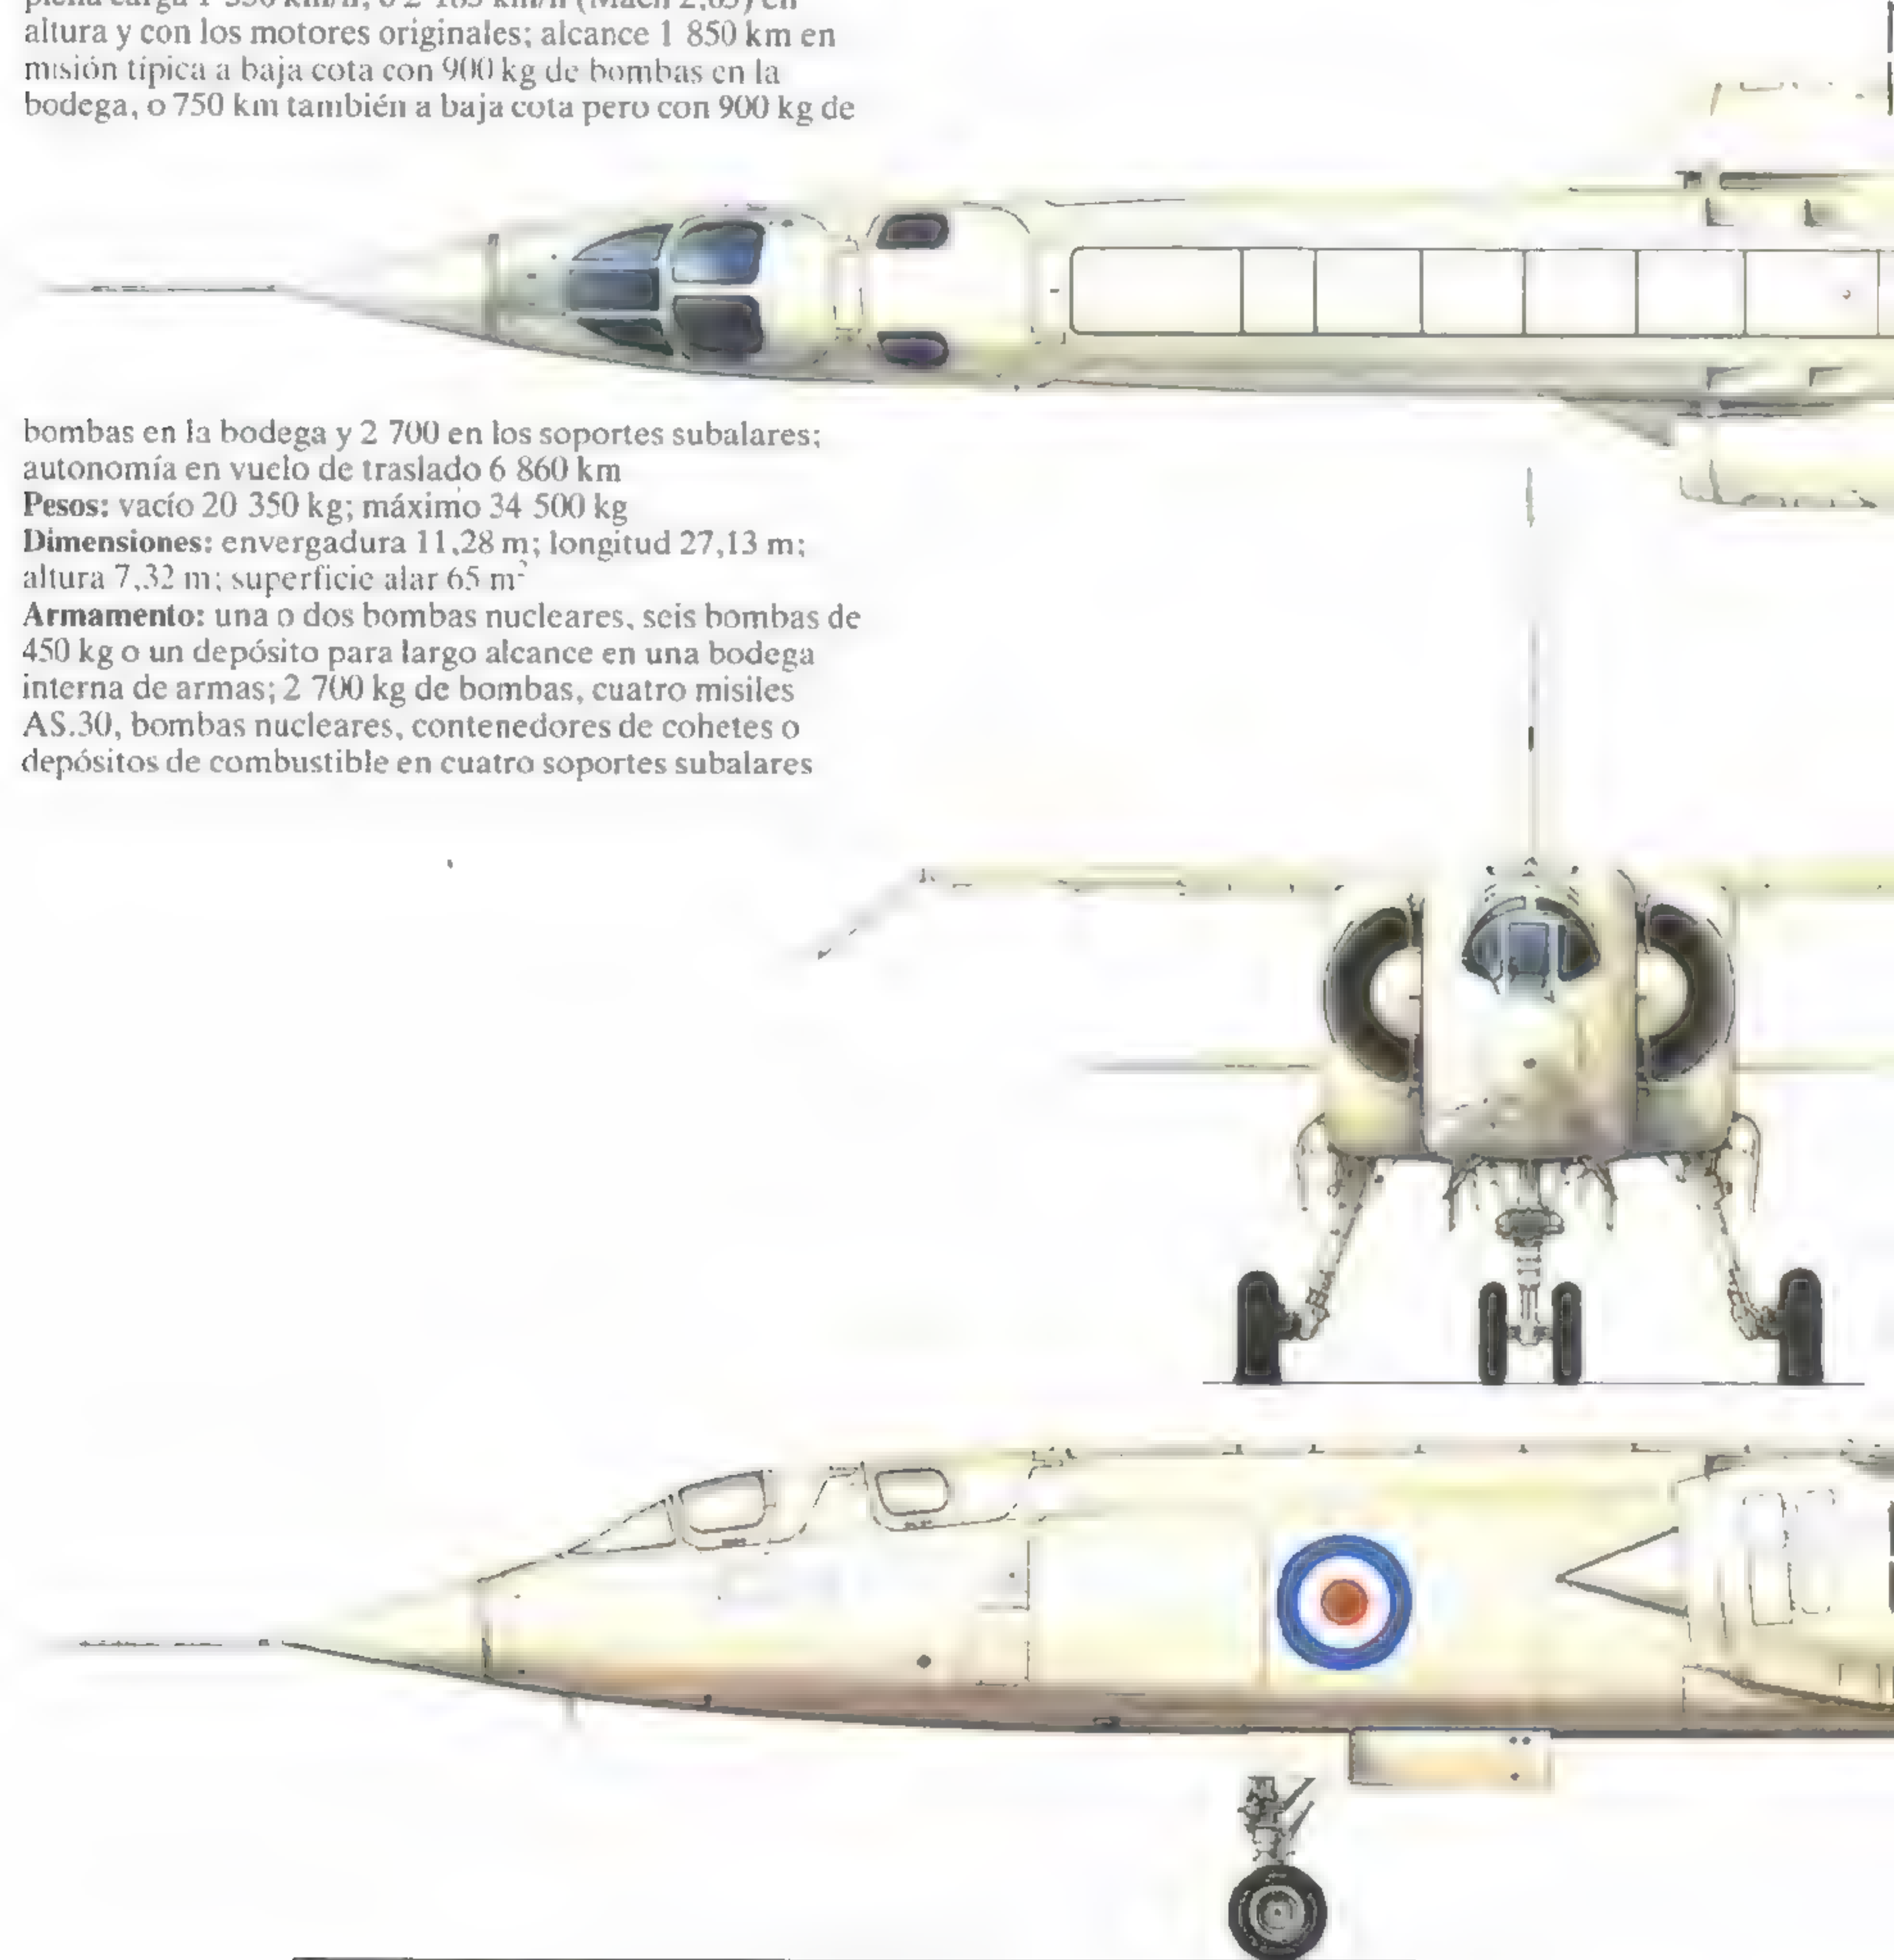 altura y con los motores originales; alcance 1 850 km en
misión típica a baja cota con 900 kg de bombas en la
bodega, o 750 km también a baja cota pero con 900 kg de
bombas en la bodega y 2 700 en los soportes subalares;
autonomía en vuelo de traslado 6 860 km
Pesos: vacío 20 350 kg; máximo 34 500 kg
Dimensiones: envergadura 11,28 m; longitud 27,13 m;
altura 7,32 m; superficie alar 65 m²
Armamento: una o dos bombas nucleares, seis bombas de
450 kg o un depósito para largo alcance en una bodega
interna de armas; 2 700 kg de bombas, cuatro misiles
AS.30, bombas nucleares, contenedores de cohetes o
depósitos de combustible en cuatro soportes subalares